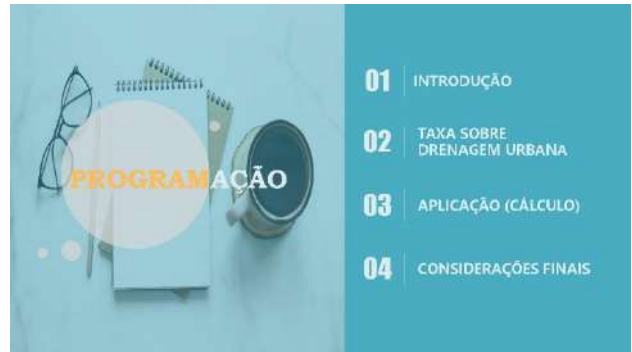 PROGRAMAÇÃO
01 INTRODUÇÃO
02 TAXA SOBRE
DRENAGEM URBANA
03 APLICAÇÃO (CÁLCULO)
04 CONSIDERAÇÕES FINAIS